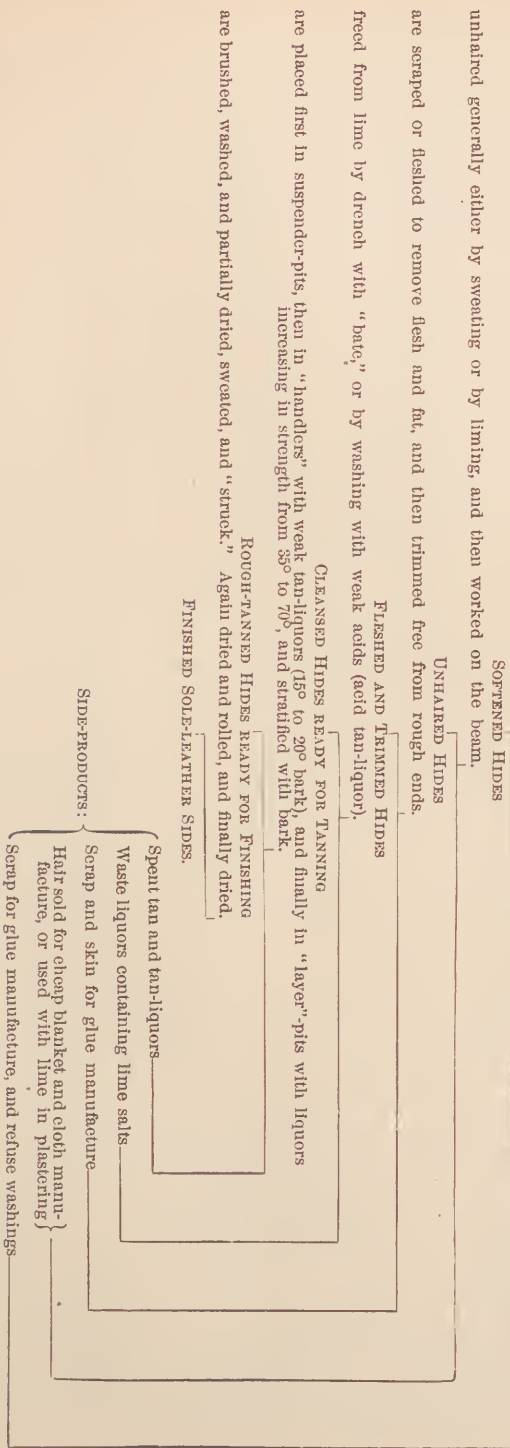 SOFTENED HIDES
unhaired generally either by sweating or by liming, and then worked on the beam.
UNHAIRED HIDES
are scraped or fleshed to remove flesh and fat, and then trimmed free from rough ends.
FLESHED AND TRIMMED HIDES
freed from lime by drench with "bate," or by washing with weak acids (acid tan-liquor).
CLEANSED HIDES READY FOR TANNING
are placed first in suspender-pits, then in "handlers" with weak tan-liquors (15° to 20° bark), and finally in "layer"-pits with liquors
increasing in strength from 35° to 70°, and stratified with bark.
ROUGH-TANNED HIDES READY FOR FINISHING
are brushed, washed, and partially dried, sweated, and "struck." Again dried and rolled, and finally dried.
FINISHED SOLE-LEATHER SIDES.
SIDE-PRODUCTS:
Spent tan and tan-liquors
Waste liquors containing lime salts
Scrap and skin for glue manufacture
Hair sold for cheap blanket and cloth manu-
facture, or used with lime in plastering
Scrap for glue manufacture, and refuse washings